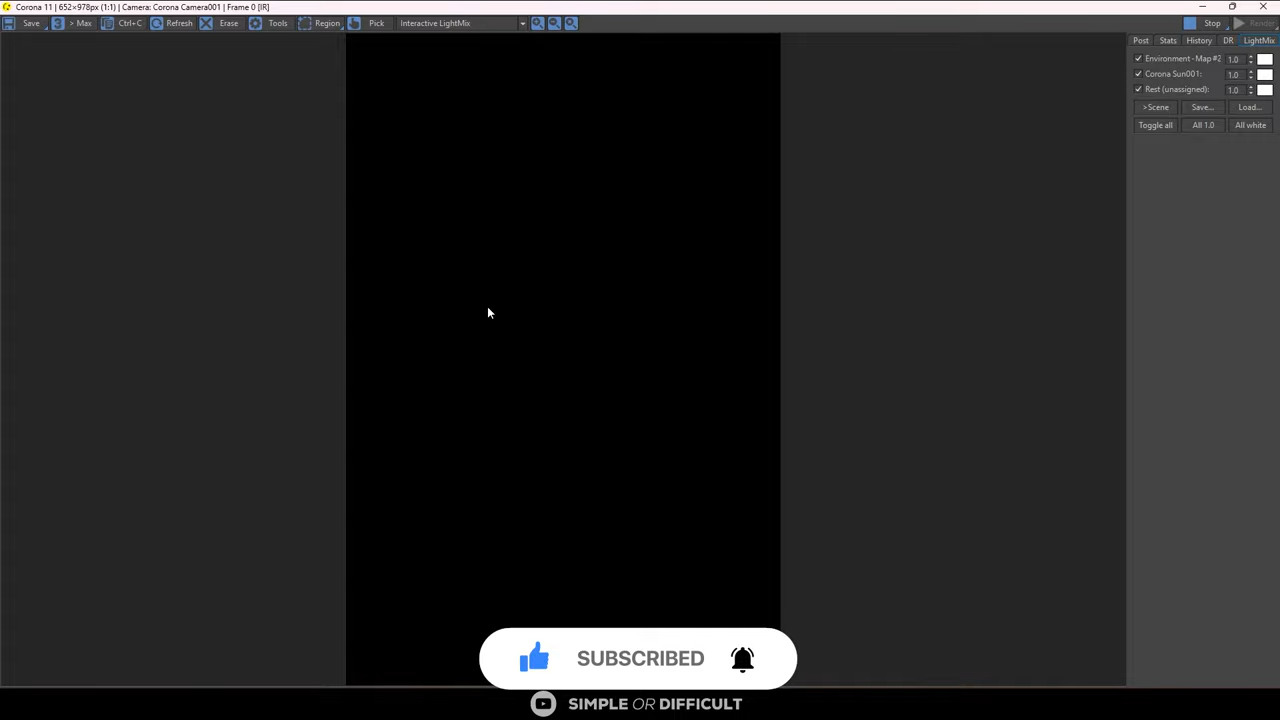 Corona 11 | 652×978px (1:1) | Camera: Corona Camera001 | Frame 0 [IR]
Save 3 > Max Ctrl+C Refresh Erase Tools Region Pick Interactive LightMix Stop Render
Post Stats History DR LightMix
Environment - Map #2 1.0
Corona Sun001: 1.0
Rest (unassigned): 1.0
>Scene Save... Load...
Toggle all All 1.0 All white
SUBSCRIBED
SIMPLE OR DIFFICULT